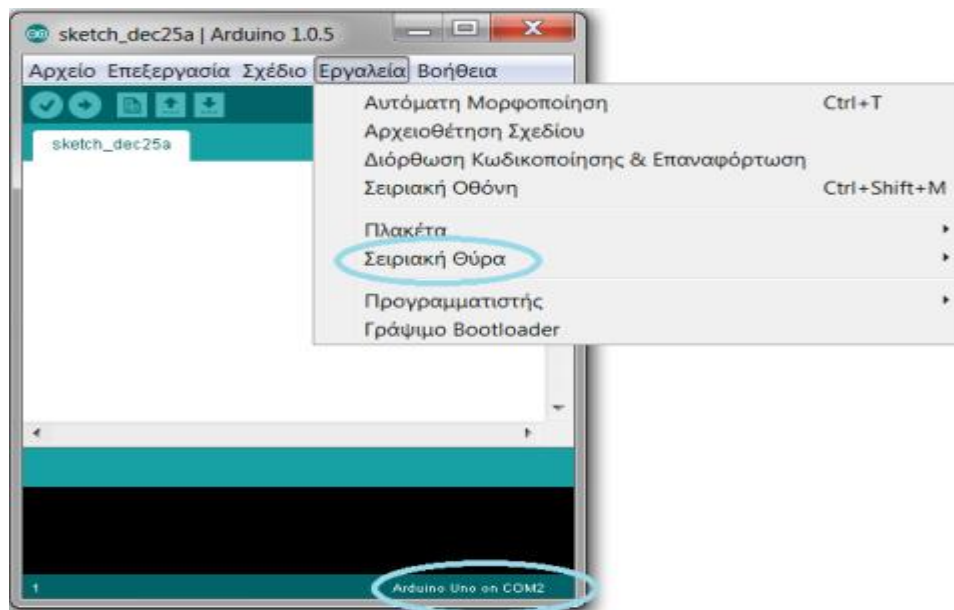 sketch_dec25a | Arduino 1.0.5
Αρχείο Επεξεργασία Σχέδιο Εργαλεία Βοήθεια
sketch_dec25a
Αυτόματη Μορφοποίηση Ctrl+T
Αρχειοθέτηση Σχεδίου
Διόρθωση Κωδικοποίησης & Επαναφόρτωση
Σειριακή Οθόνη Ctrl+Shift+M
Πλακέτα
Σειριακή Θύρα
Προγραμματιστής
Γράψιμο Bootloader
1 Arduino Uno on COM2